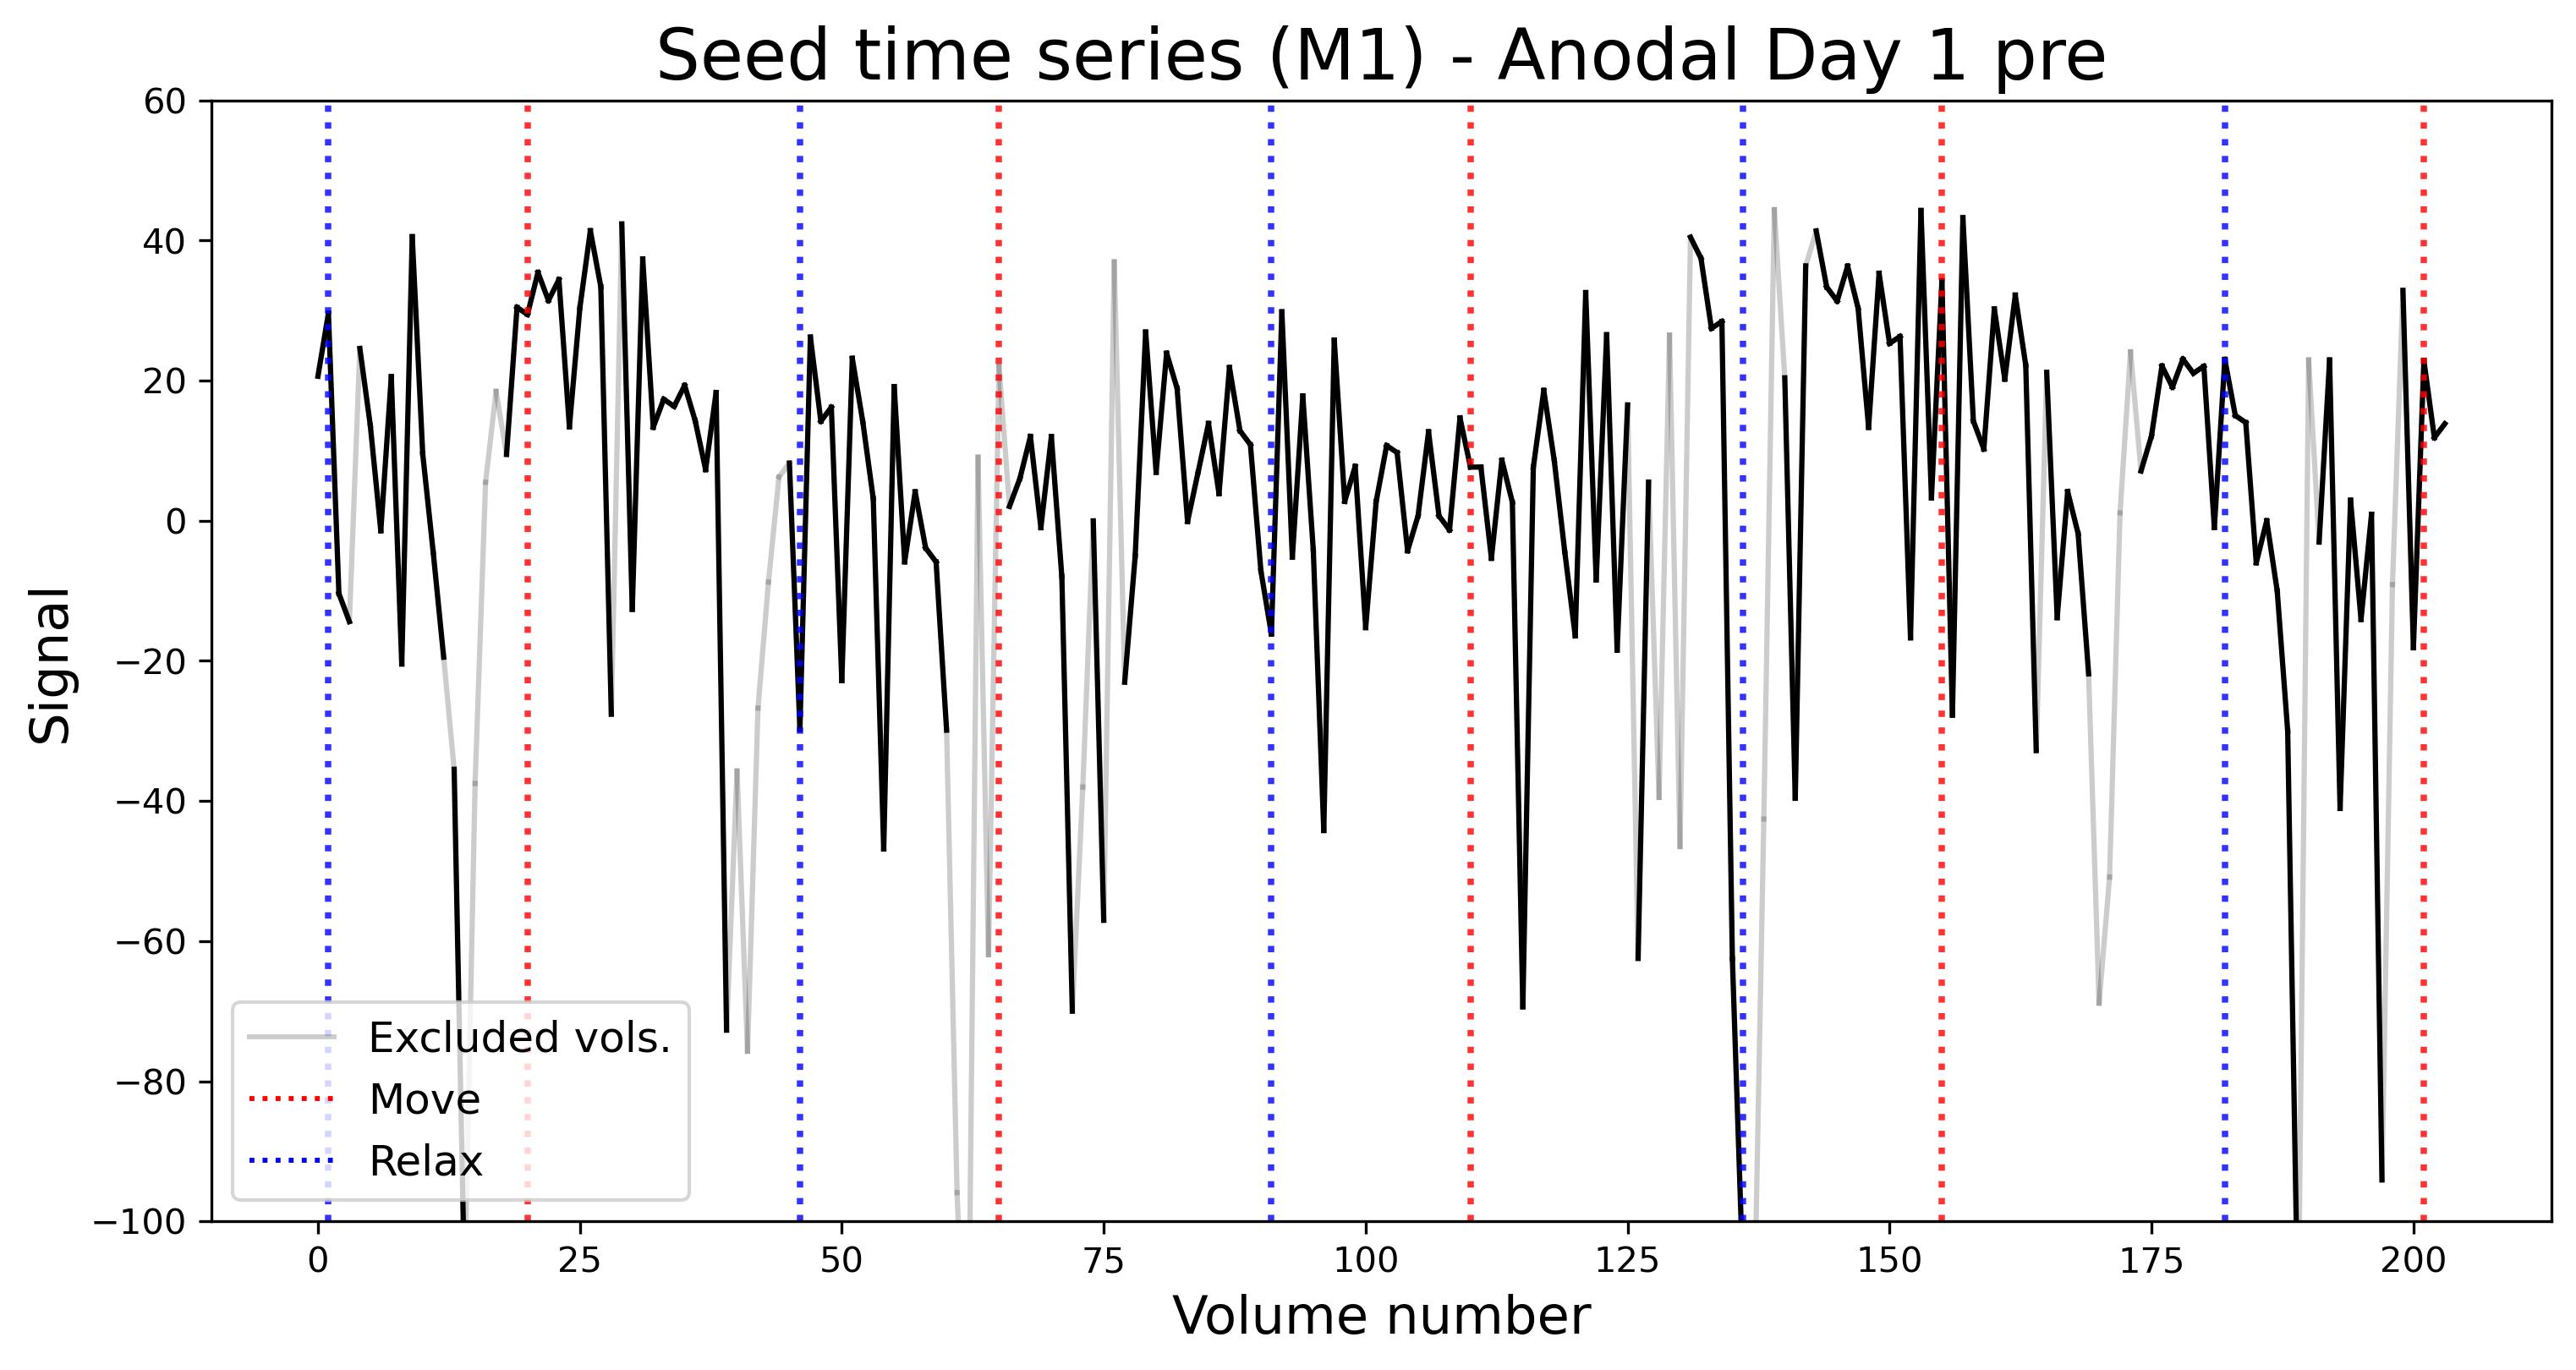 Seed time series (M1) - Anodal Day 1 pre
60
40
20
0
−20
−40
−60
−80
−100
Signal
Excluded vols.
Move
Relax
0 25 50 75 100 125 150 175 200
Volume number